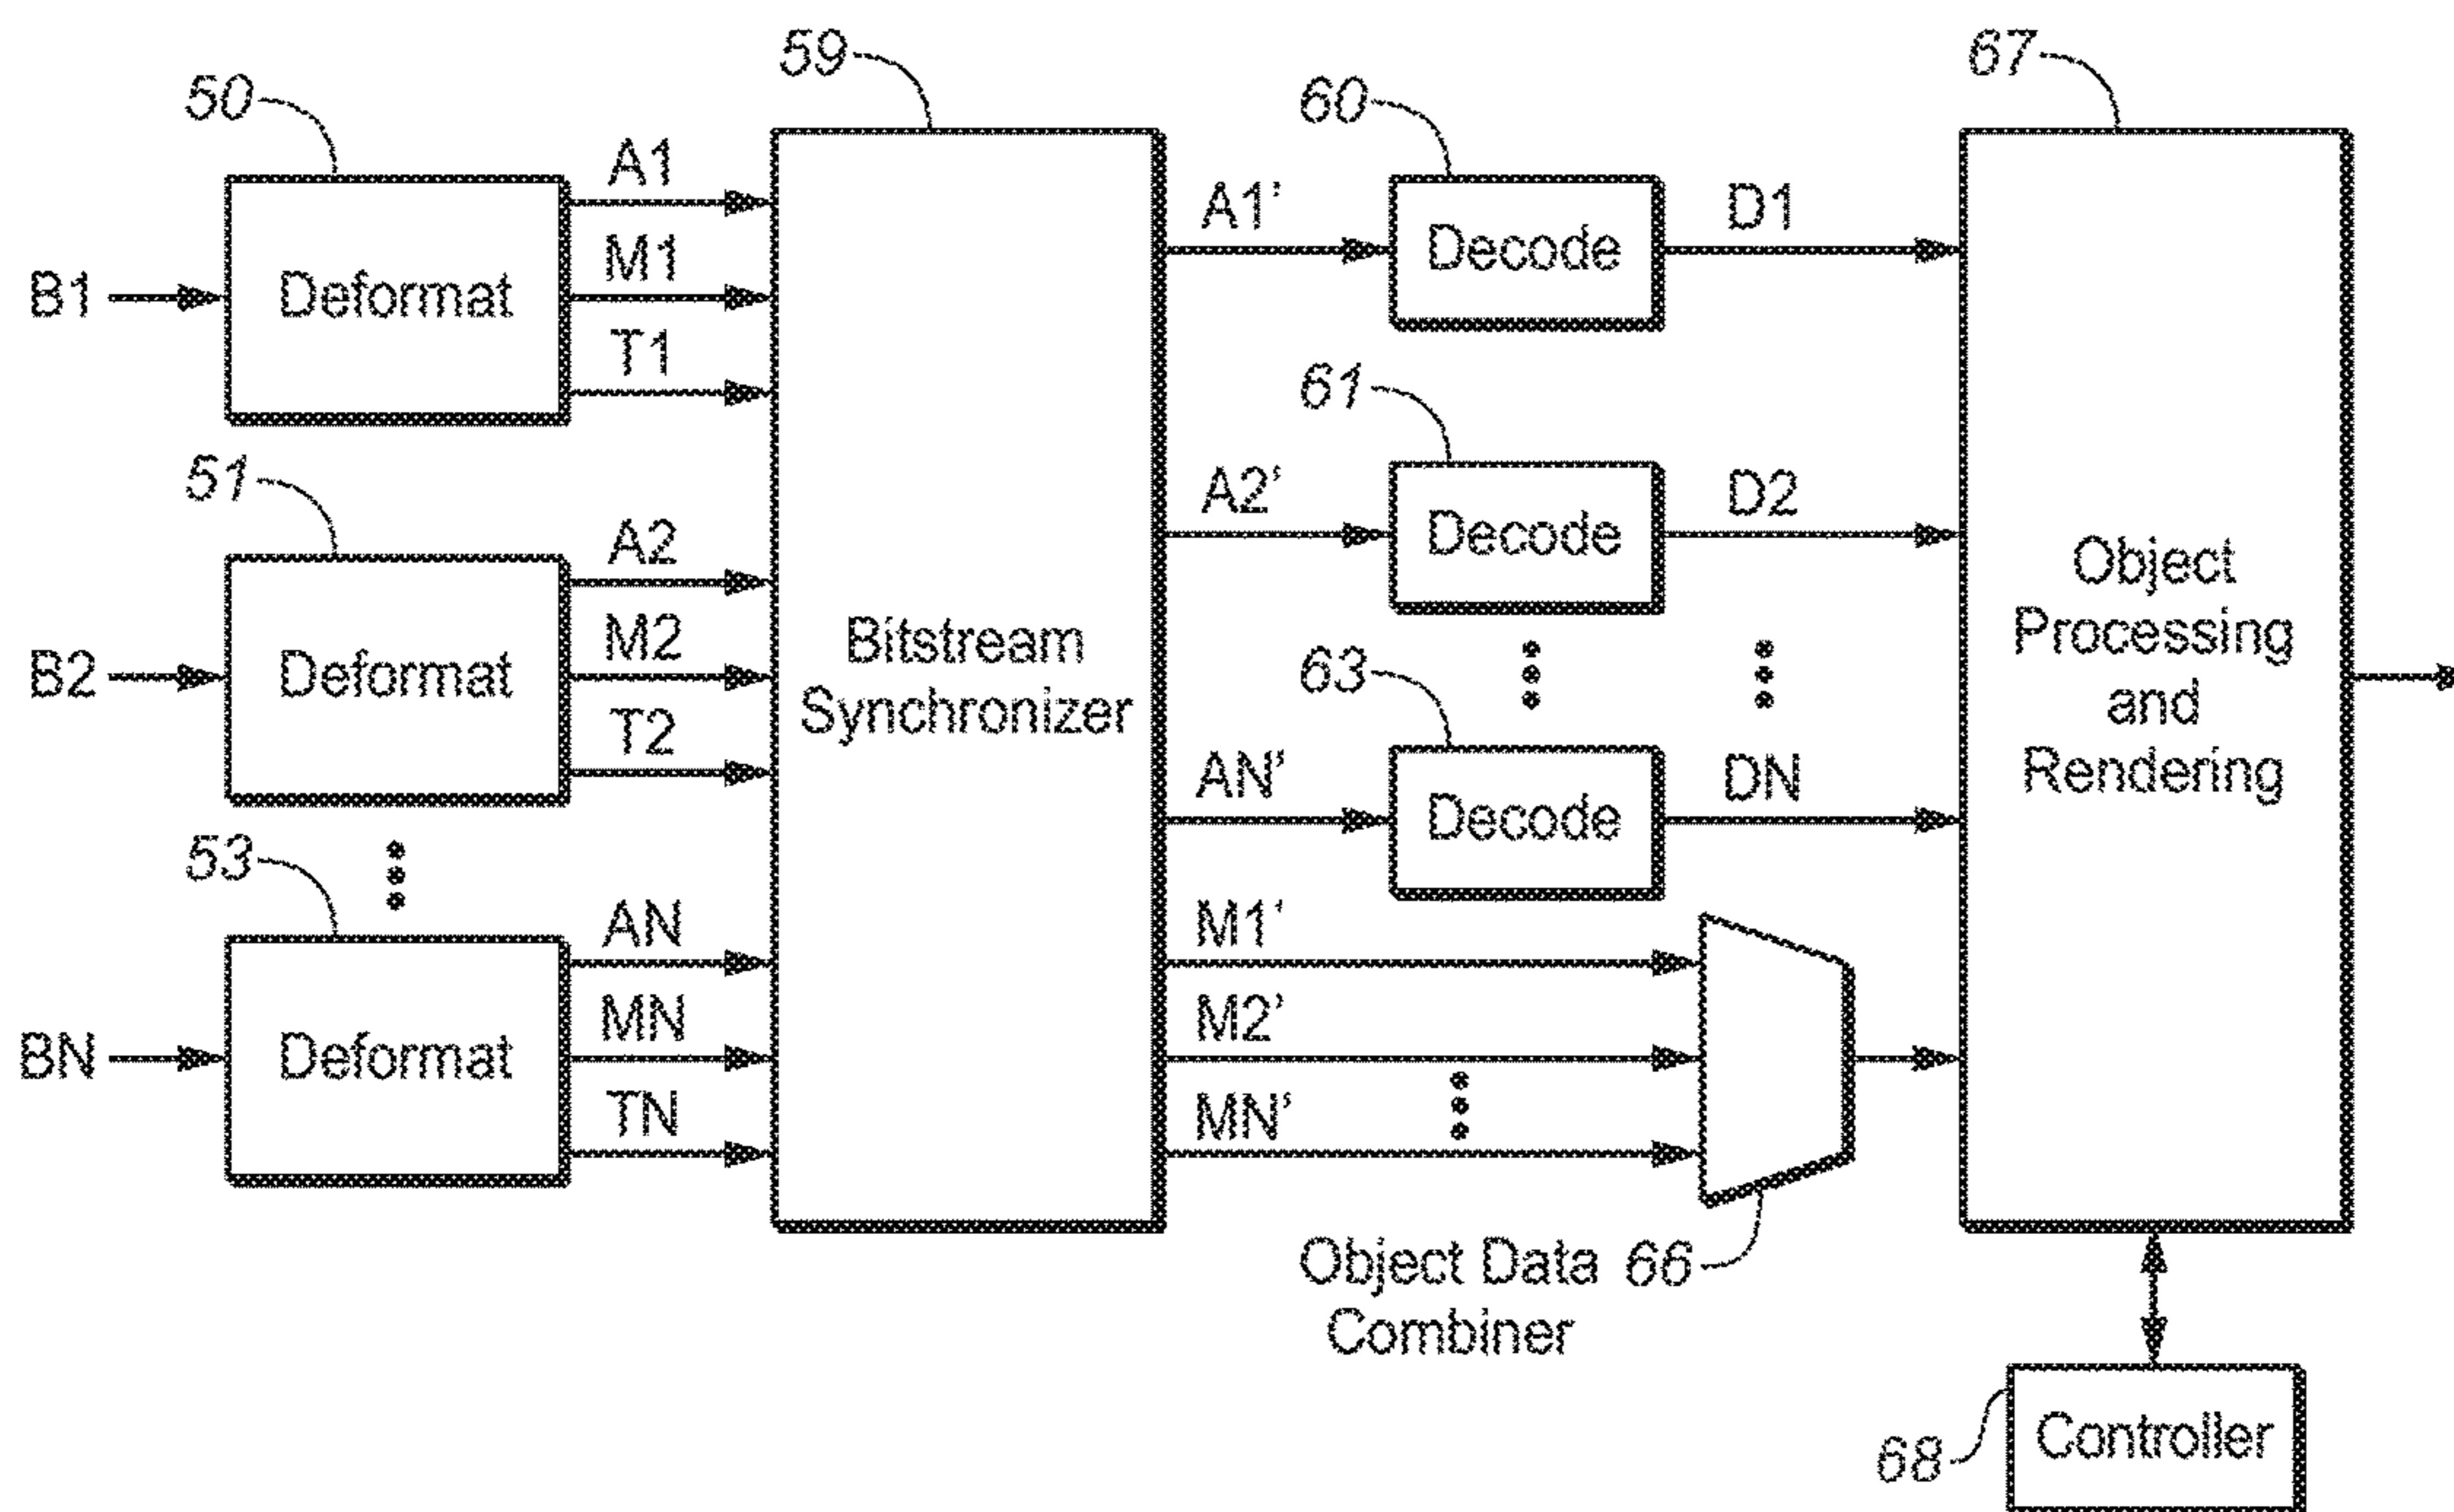 59
67
50
60
A1
A1'
D1
M1
Decode
B1
Deformat
T1
61
51
A2'
D2
A2
Decode
Object
Processing
and
Rendering
M2
Bitstream
Synchronizer
B2
Deformat
63
T2
AN'
DN
Decode
53
AN
M1'
MN
M2'
BN
Deformat
TN
MN'
Object Data 66
Combiner
68
Controller